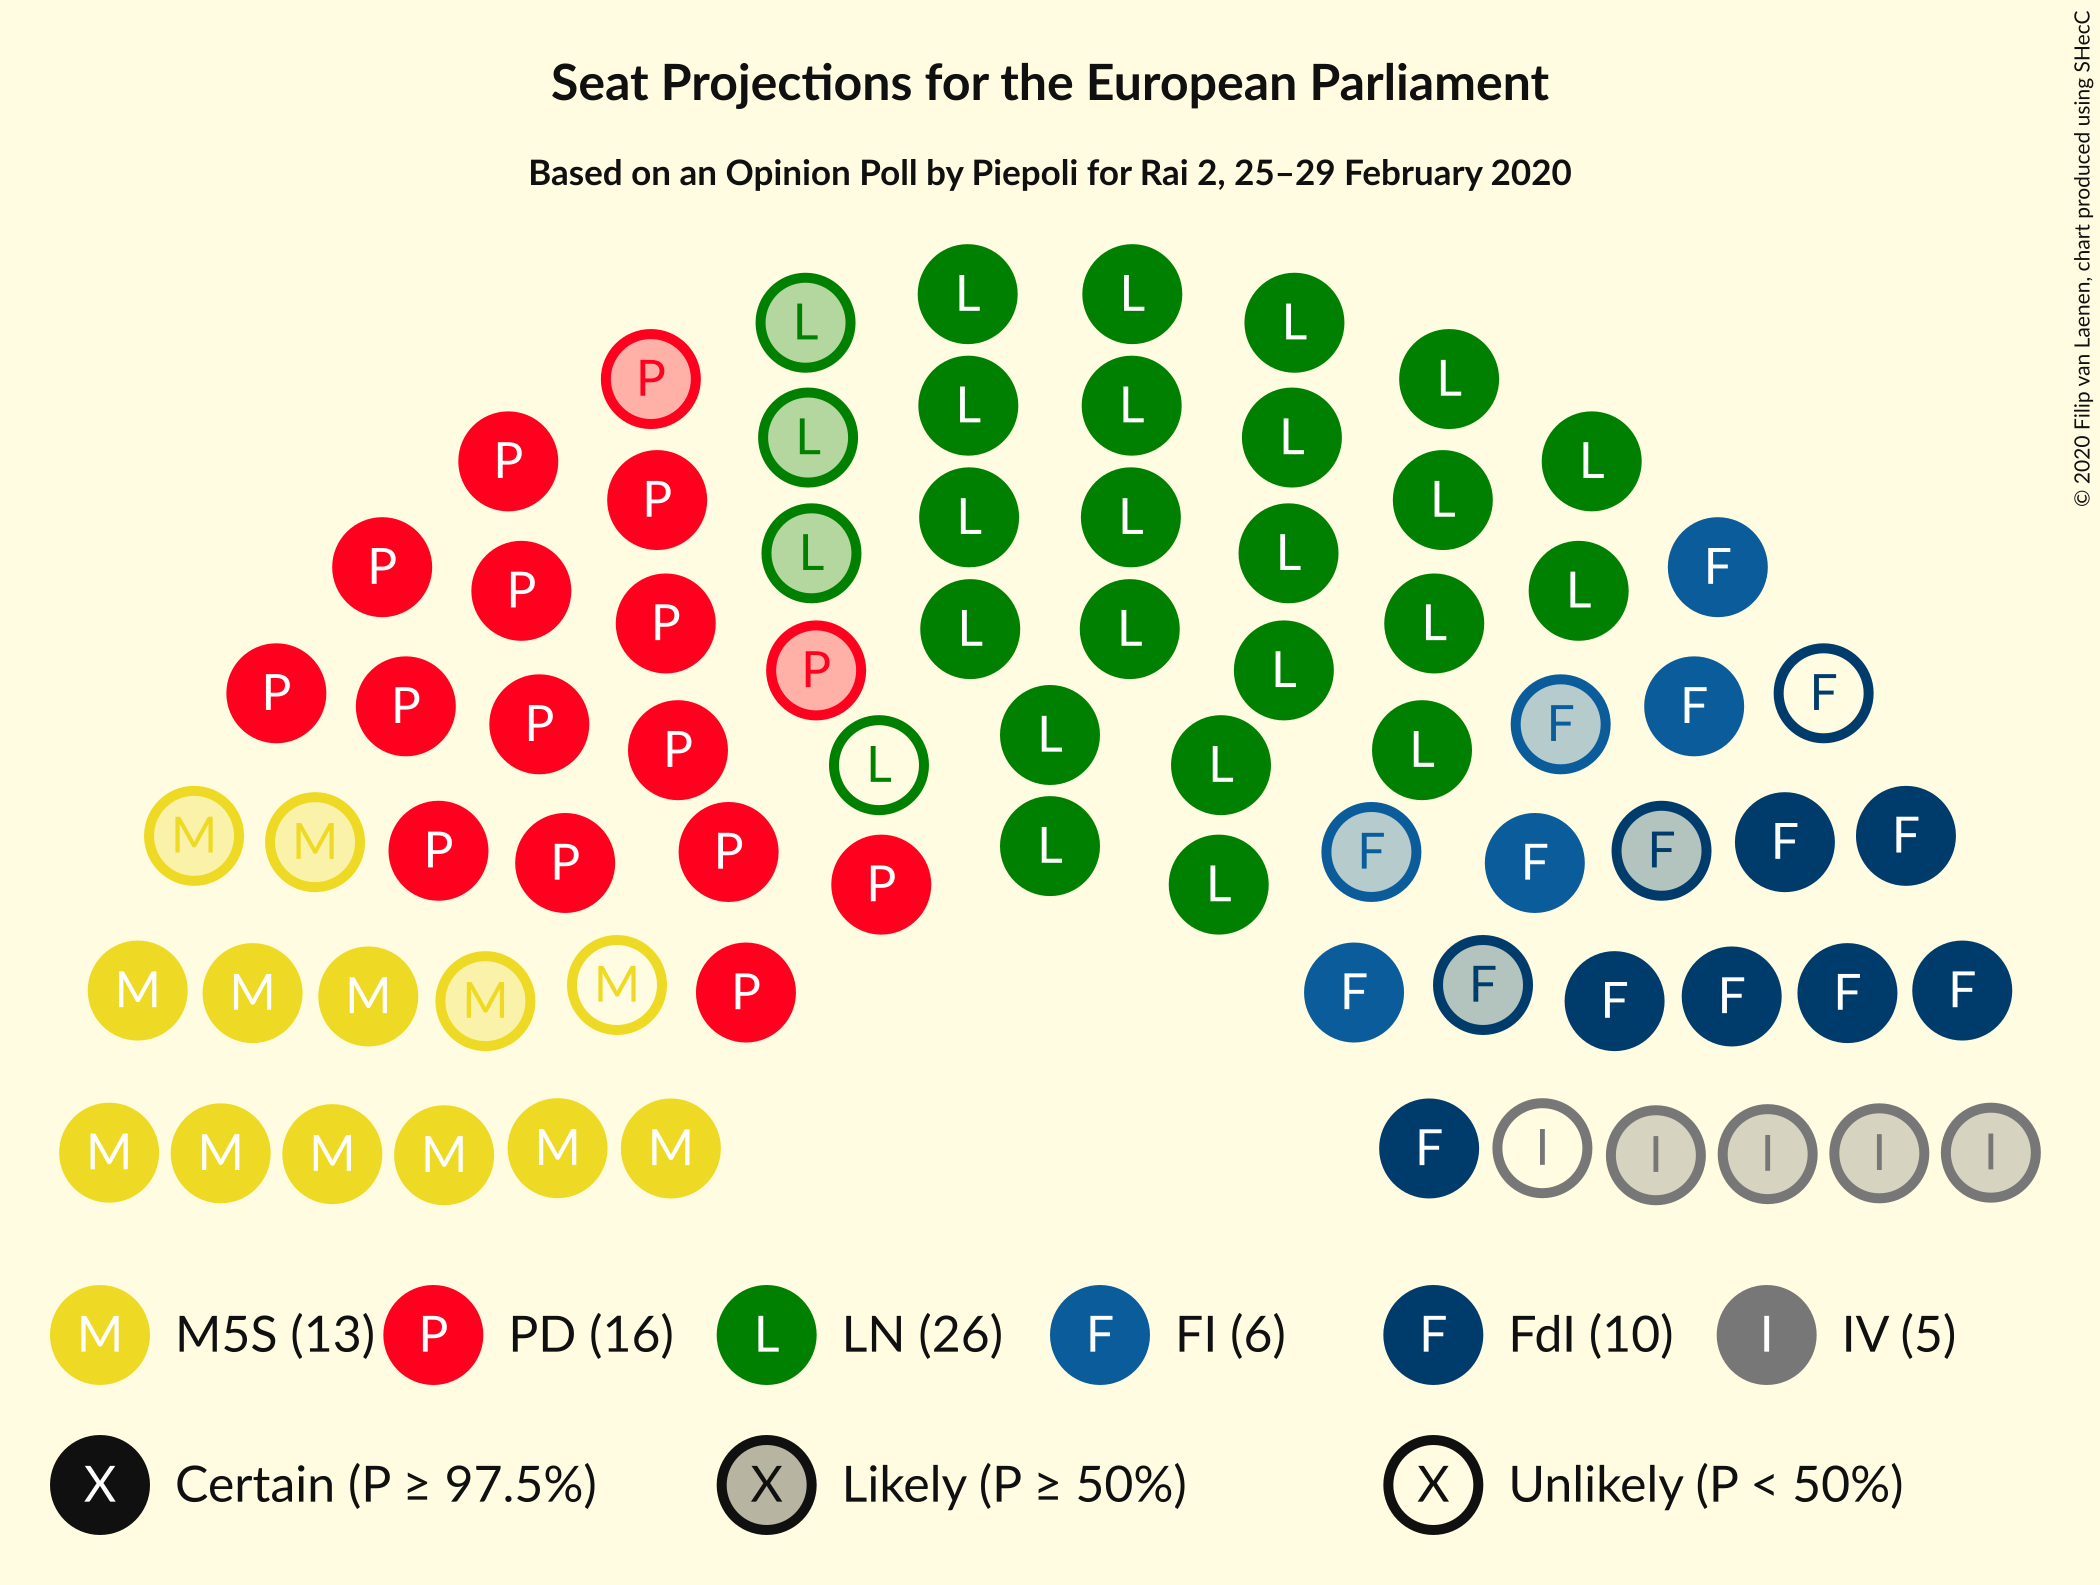 Seat Projections for the European Parliament
Based on an Opinion Poll by Piepoli for Rai 2, 25–29 February 2020
© 2020 Filip van Laenen, chart produced using SHecC
L L
L L
P L
L L
L L
P L
P P L L L
L L
P L L F
P P L L
L L
P P L L
P L F
P P F F
P L F
P L L
L L
M M L F F
P P P F F F
P L
M M M F F
M M F F F
P F
M M M M M M F I I I I I
M M5S (13) P PD (16) L LN (26) F FI (6) F FdI (10) I IV (5)
X Certain (P ≥ 97.5%) X Likely (P ≥ 50%) X Unlikely (P < 50%)